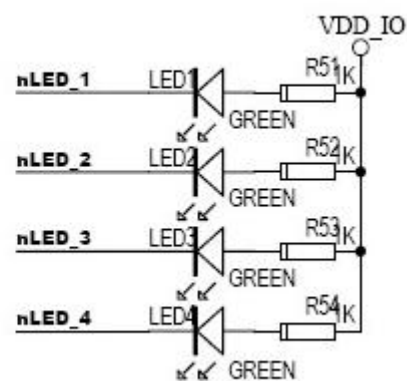 VDD_IO
nLED_1 LED1 R51 1K
GREEN
nLED_2 LED2 R52 1K
GREEN
nLED_3 LED3 R53 1K
GREEN
nLED_4 LED4 R54 1K
GREEN